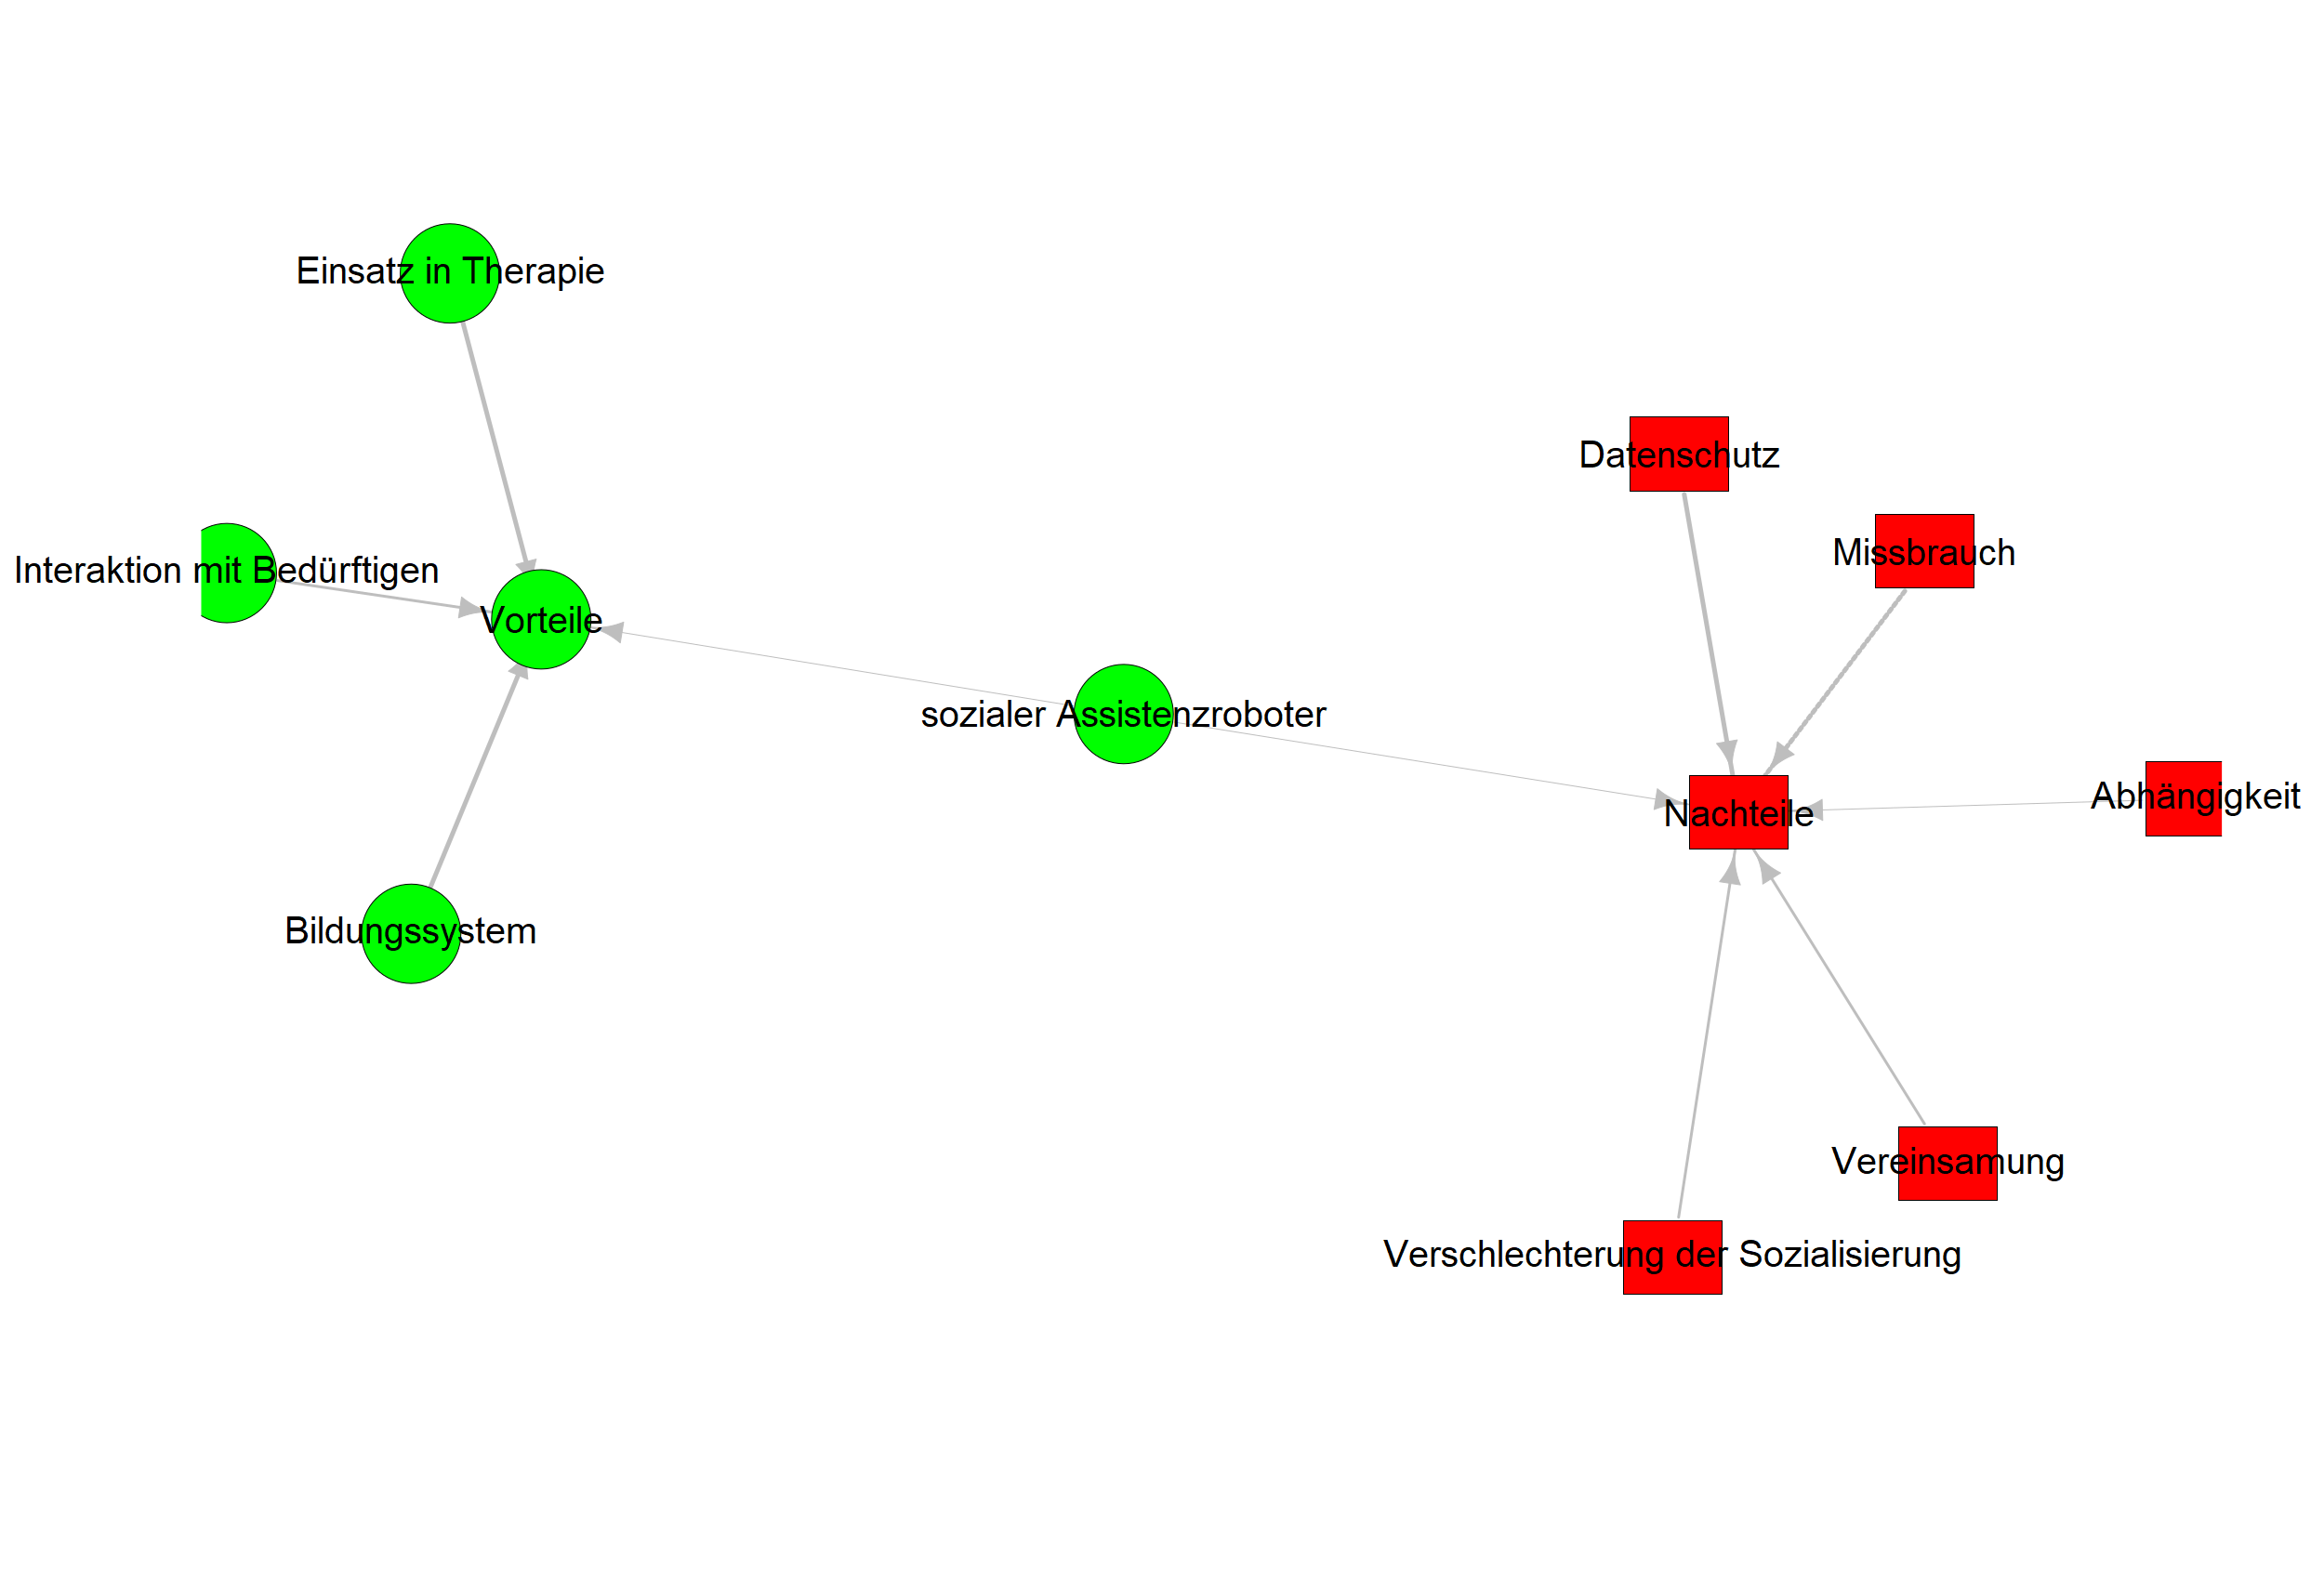 Einsatz in Therapie
Datenschutz
Missbrauch
Interaktion mit Bedürftigen
Vorteile
sozialer Assistenzroboter
Abhängigkeit
Nachteile
Bildungssystem
Vereinsamung
Verschlechterung der Sozialisierung